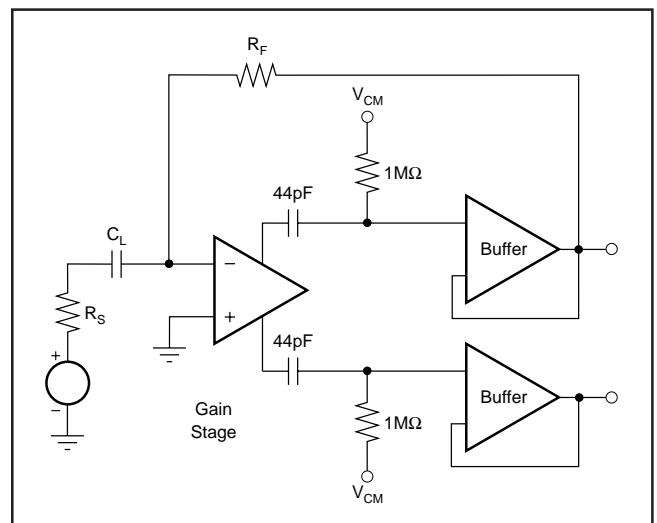 R_F
V_CM
1MΩ
44pF
C_L
Buffer
−
+
R_S
+
−
44pF
Gain
Stage
Buffer
1MΩ
V_CM